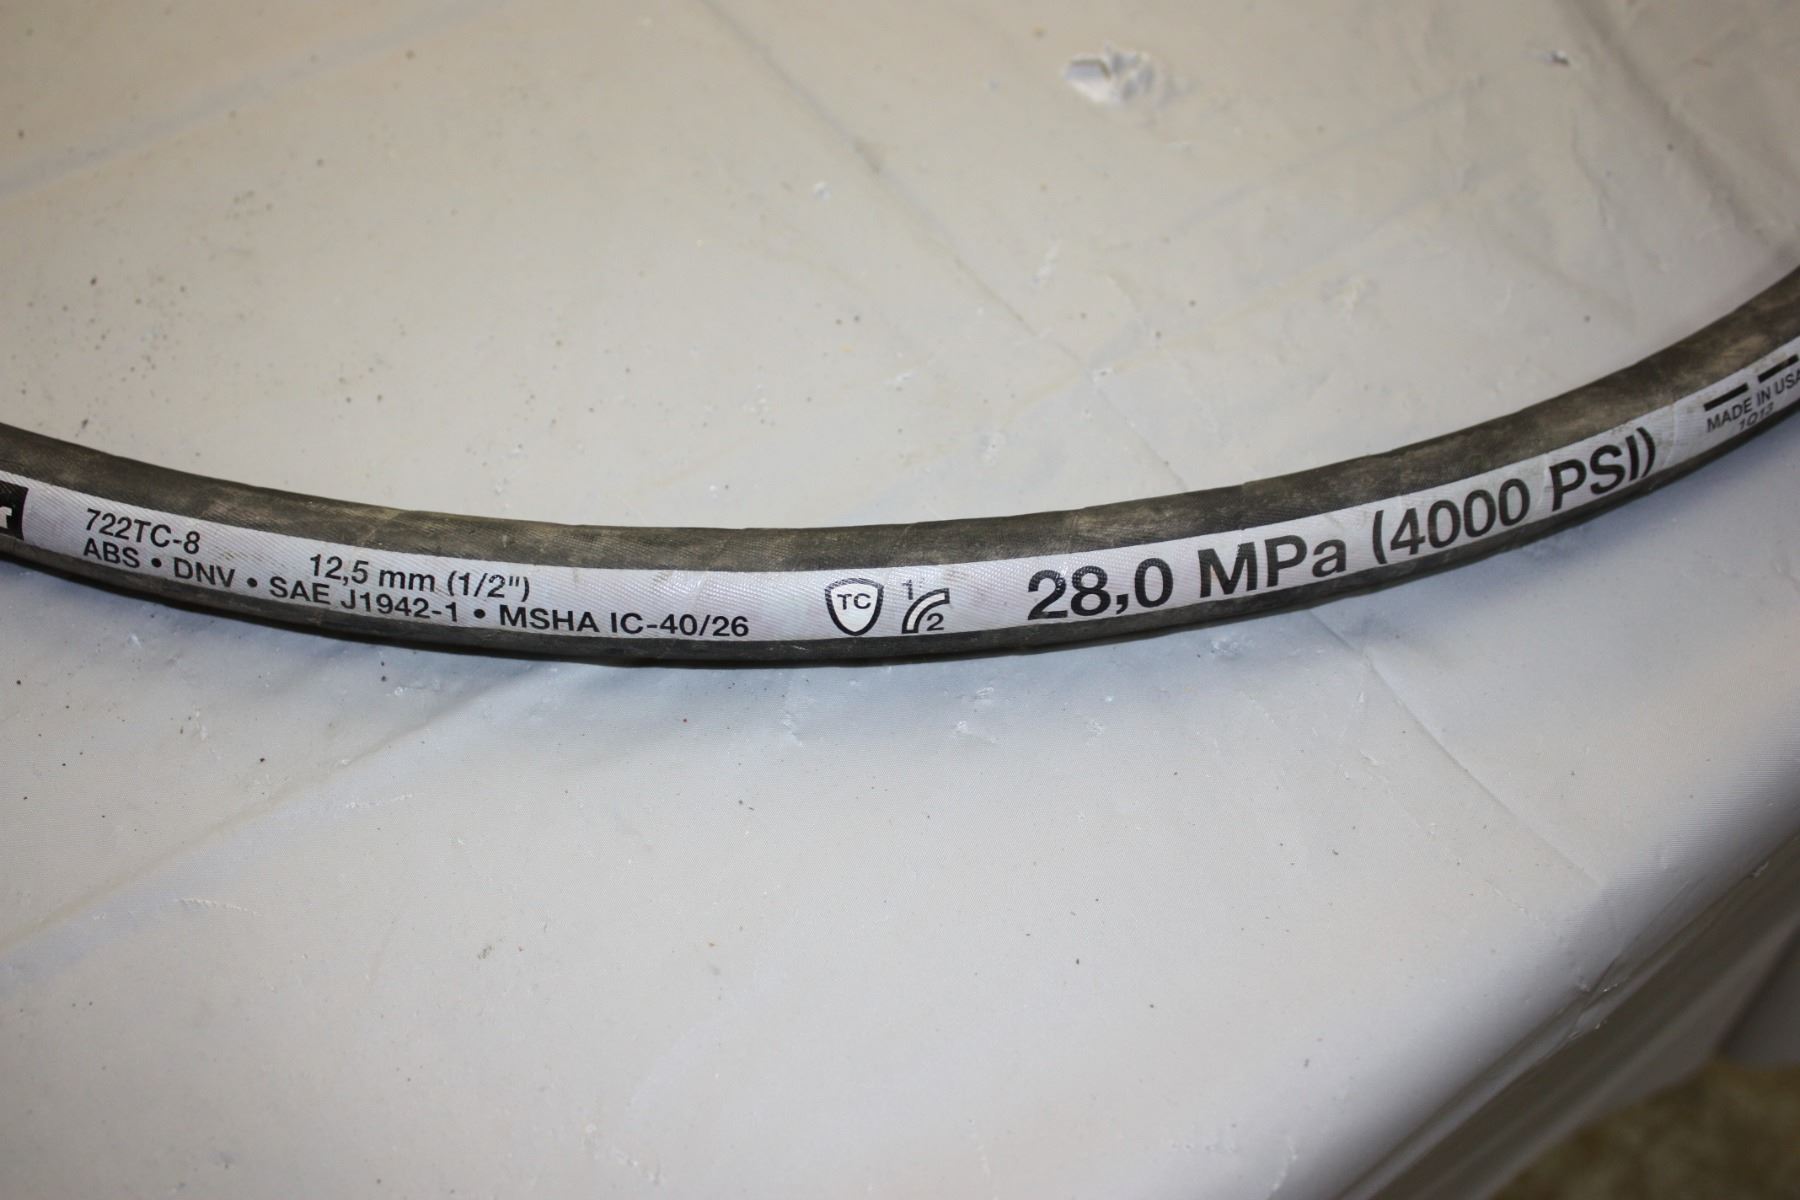 722TC-8
12,5 mm (1/2")
ABS • DNV • SAE J1942-1 • MSHA IC-40/26
TC
1
2
28,0 MPa (4000 PSI)
MADE IN USA
1Q13